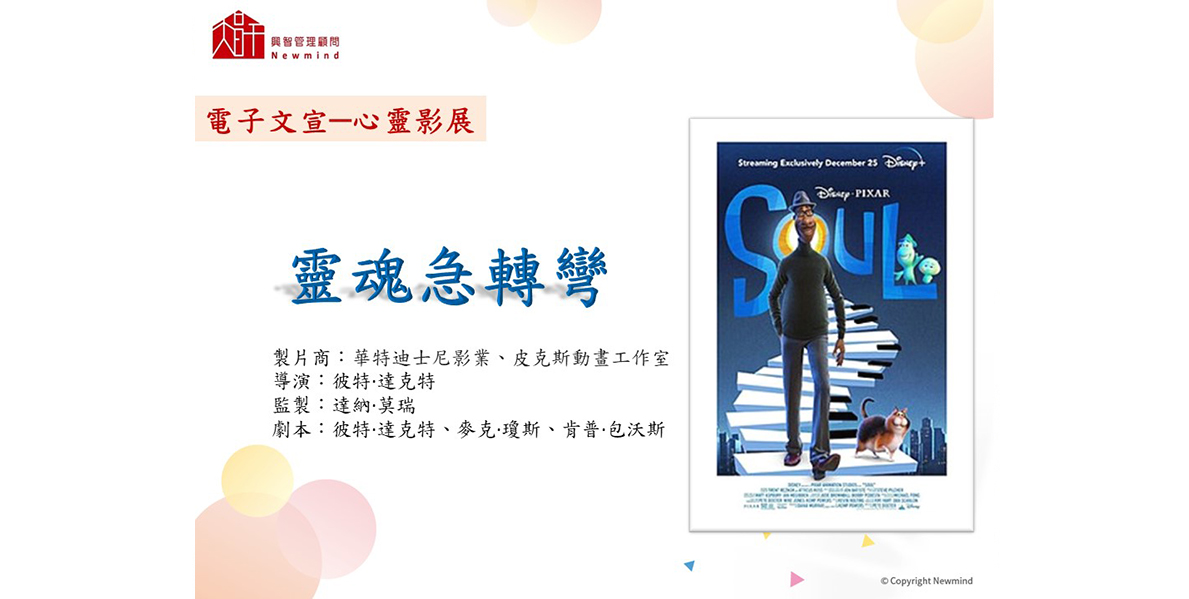 興智管理顧問
Newmind
電子文宣—心靈影展
靈魂急轉彎
製片商：華特迪士尼影業、皮克斯動畫工作室
導演：彼特·達克特
監製：達納·莫瑞
劇本：彼特·達克特、麥克·瓊斯、肯普·包沃斯
Streaming Exclusively December 25 Disney+
Disney · PIXAR
SOUL
© Copyright Newmind